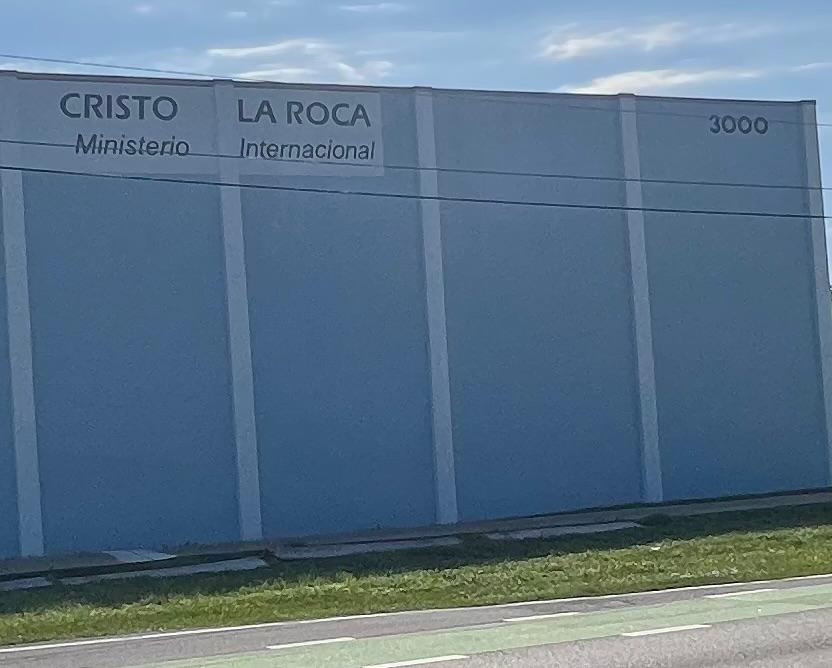 CRISTO LA ROCA
Ministerio Internacional
3000